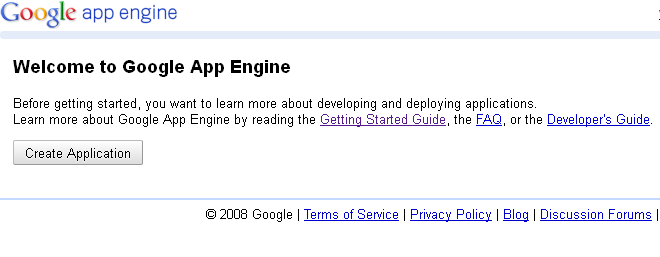 Google app engine
Welcome to Google App Engine
Before getting started, you want to learn more about developing and deploying applications.
Learn more about Google App Engine by reading the Getting Started Guide, the FAQ, or the Developer's Guide.
Create Application
© 2008 Google | Terms of Service | Privacy Policy | Blog | Discussion Forums |